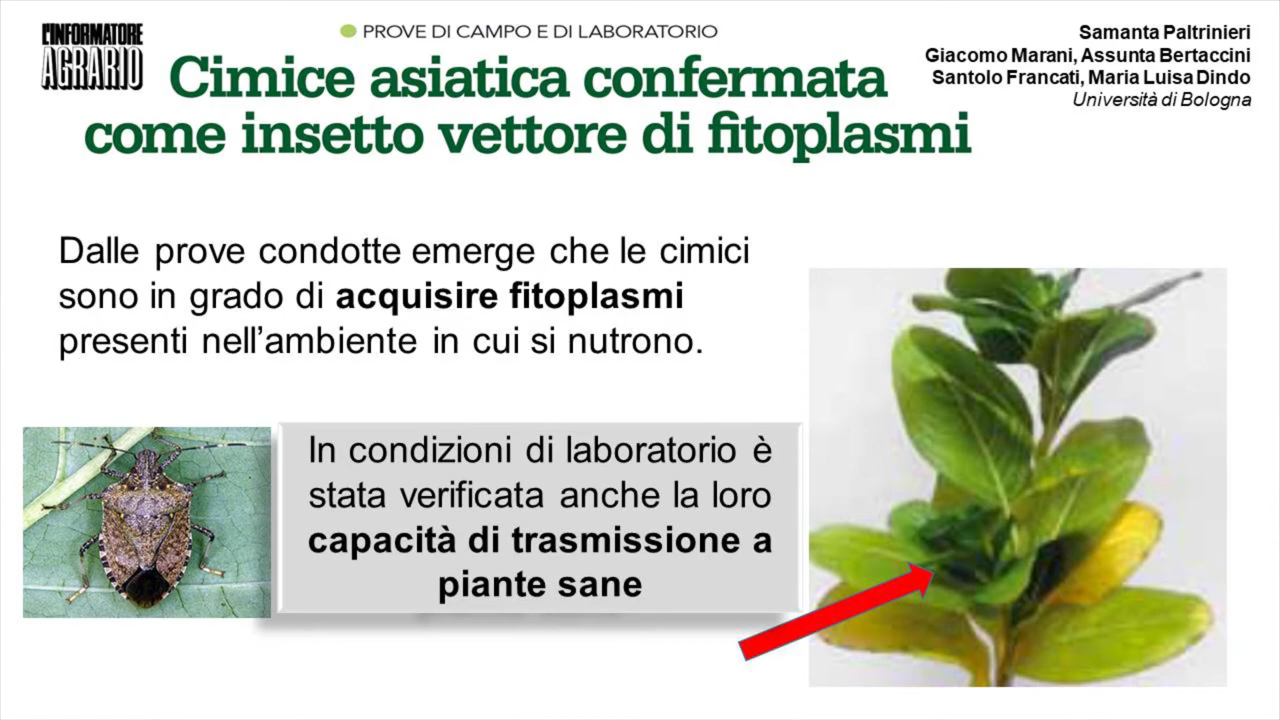 L'INFORMATORE
AGRARIO
PROVE DI CAMPO E DI LABORATORIO
Cimice asiatica confermata
come insetto vettore di fitoplasmi
Samanta Paltrinieri
Giacomo Marani, Assunta Bertaccini
Santolo Francati, Maria Luisa Dindo
Università di Bologna
Dalle prove condotte emerge che le cimici
sono in grado di acquisire fitoplasmi
presenti nell’ambiente in cui si nutrono.
In condizioni di laboratorio è
stata verificata anche la loro
capacità di trasmissione a
piante sane